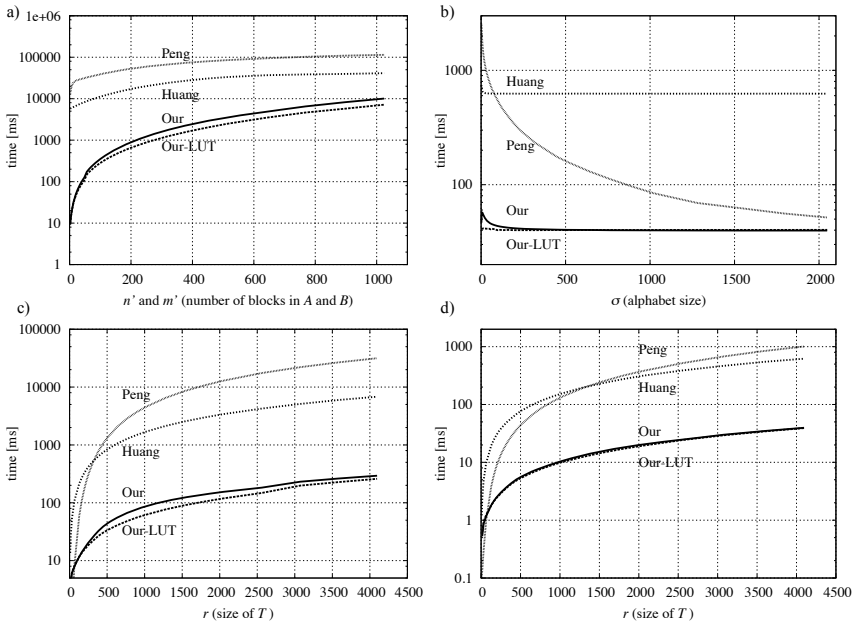 a)
1e+06
100000
10000
1000
100
10
1
time [ms]
Peng
Huang
Our
Our-LUT
0
200
400
600
800
1000
n' and m' (number of blocks in A and B)
b)
1000
100
time [ms]
Huang
Peng
Our
Our-LUT
0
500
1000
1500
2000
σ (alphabet size)
c)
100000
10000
1000
100
10
time [ms]
Peng
Huang
Our
Our-LUT
0
500
1000
1500
2000
2500
3000
3500
4000
4500
r (size of T )
d)
1000
100
10
1
0.1
time [ms]
Peng
Huang
Our
Our-LUT
0
500
1000
1500
2000
2500
3000
3500
4000
4500
r (size of T )